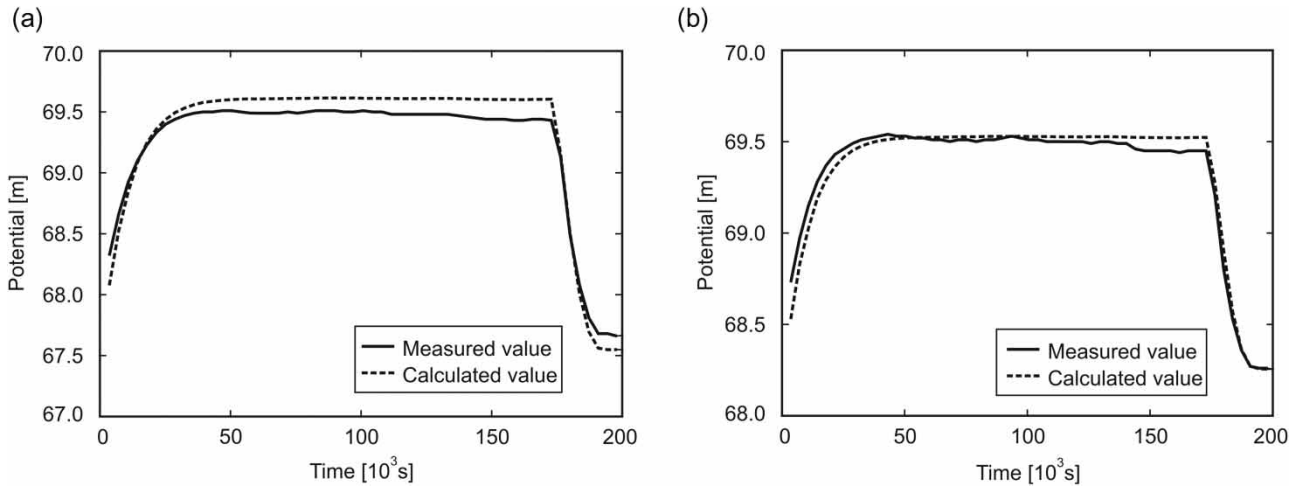 (a)
70.0
69.5
69.0
68.5
68.0
67.5
67.0
Potential [m]
Measured value
Calculated value
0 50 100 150 200
Time [10³s]
(b)
70.0
69.5
69.0
68.5
68.0
Potential [m]
Measured value
Calculated value
0 50 100 150 200
Time [10³s]